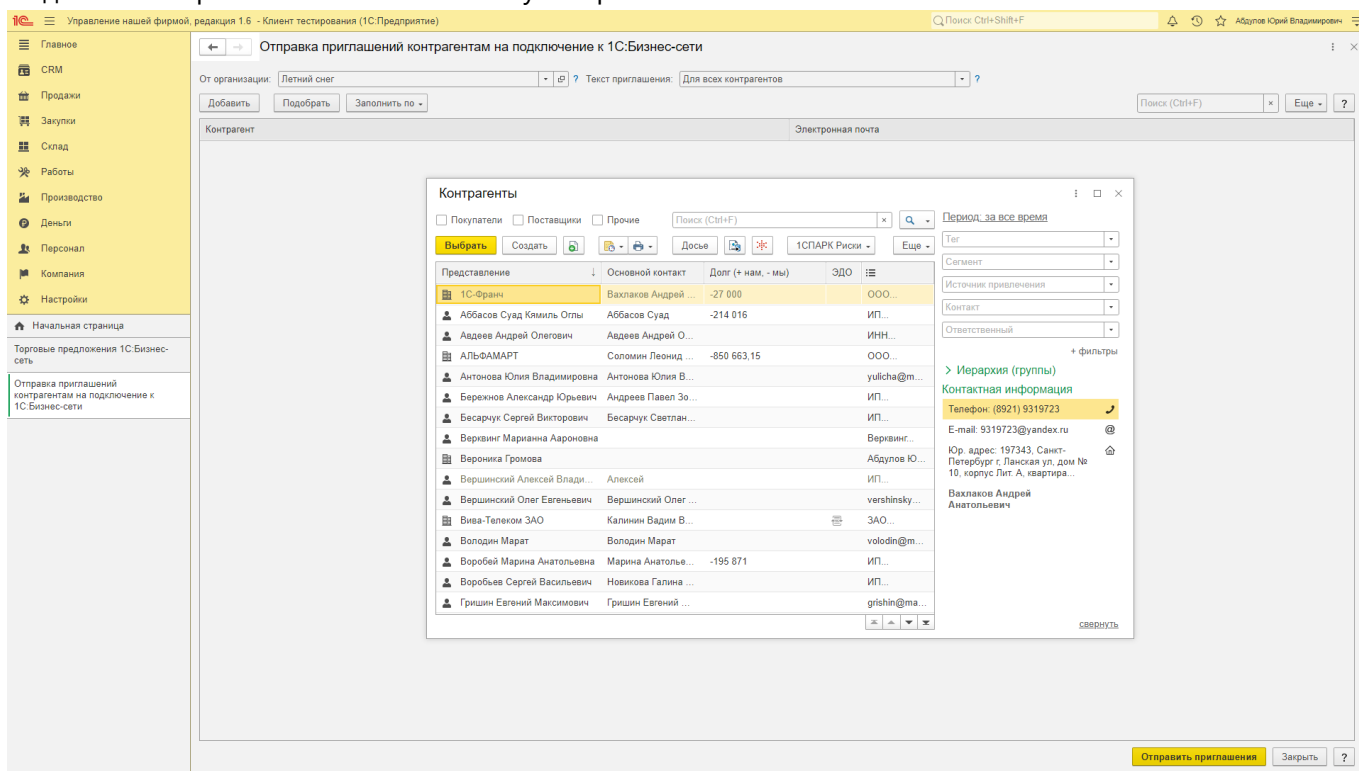 Управление нашей фирмой, редакция 1.6 - Клиент тестирования (1С:Предприятие)
Поиск Ctrl+Shift+F
Абдулов Юрий Владимирович
Главное
CRM
Продажи
Закупки
Склад
Работы
Производство
Деньги
Персонал
Компания
Настройки
Начальная страница
Торговые предложения 1С:Бизнес-
сеть
Отправка приглашений
контрагентам на подключение к
1С:Бизнес-сети
Отправка приглашений контрагентам на подключение к 1С:Бизнес-сети
От организации: Летний снег ? Текст приглашения: Для всех контрагентов ?
Добавить Подобрать Заполнить по Поиск (Ctrl+F) × Еще ?
Контрагент Электронная почта
Контрагенты
Покупатели Поставщики Прочие Поиск (Ctrl+F) ×
Выбрать Создать Досье 1СПАРК Риски Еще
Представление ↓ Основной контакт Долг (+ нам, - мы) ЭДО
1С-Франч Вахлаков Андрей ... -27 000 ООО...
Аббасов Суад Кямиль Оглы Аббасов Суад -214 016 ИП...
Авдеев Андрей Олегович Авдеев Андрей О... ИНН...
АЛЬФАМАРТ Соломин Леонид ... -850 663,15 ООО...
Антонова Юлия Владимировна Антонова Юлия В... yulicha@m...
Бережнов Александр Юрьевич Андреев Павел Зо... ИП...
Бесарчук Сергей Викторович Бесарчук Светлан... ИП...
Верквинг Марианна Аароновна Верквинг...
Вероника Громова Абдулов Ю...
Вершинский Алексей Влади... Алексей ИП...
Вершинский Олег Евгеньевич Вершинский Олег ... vershinsky...
Вива-Телеком ЗАО Калинин Вадим В... ЗАО...
Володин Марат Володин Марат volodin@m...
Воробей Марина Анатольевна Марина Анатолье... -195 871 ИП...
Воробьев Сергей Васильевич Новикова Галина ... ИП...
Гришин Евгений Максимович Гришин Евгений ... grishin@ma...
Период: за все время
Тег
Сегмент
Источник привлечения
Контакт
Ответственный
+ фильтры
Иерархия (группы)
Контактная информация
Телефон: (8921) 9319723
E-mail: 9319723@yandex.ru
Юр. адрес: 197343, Санкт-
Петербург г, Ланская ул, дом №
10, корпус Лит. А, квартира...
Вахлаков Андрей
Анатольевич
свернуть
Отправить приглашения Закрыть ?